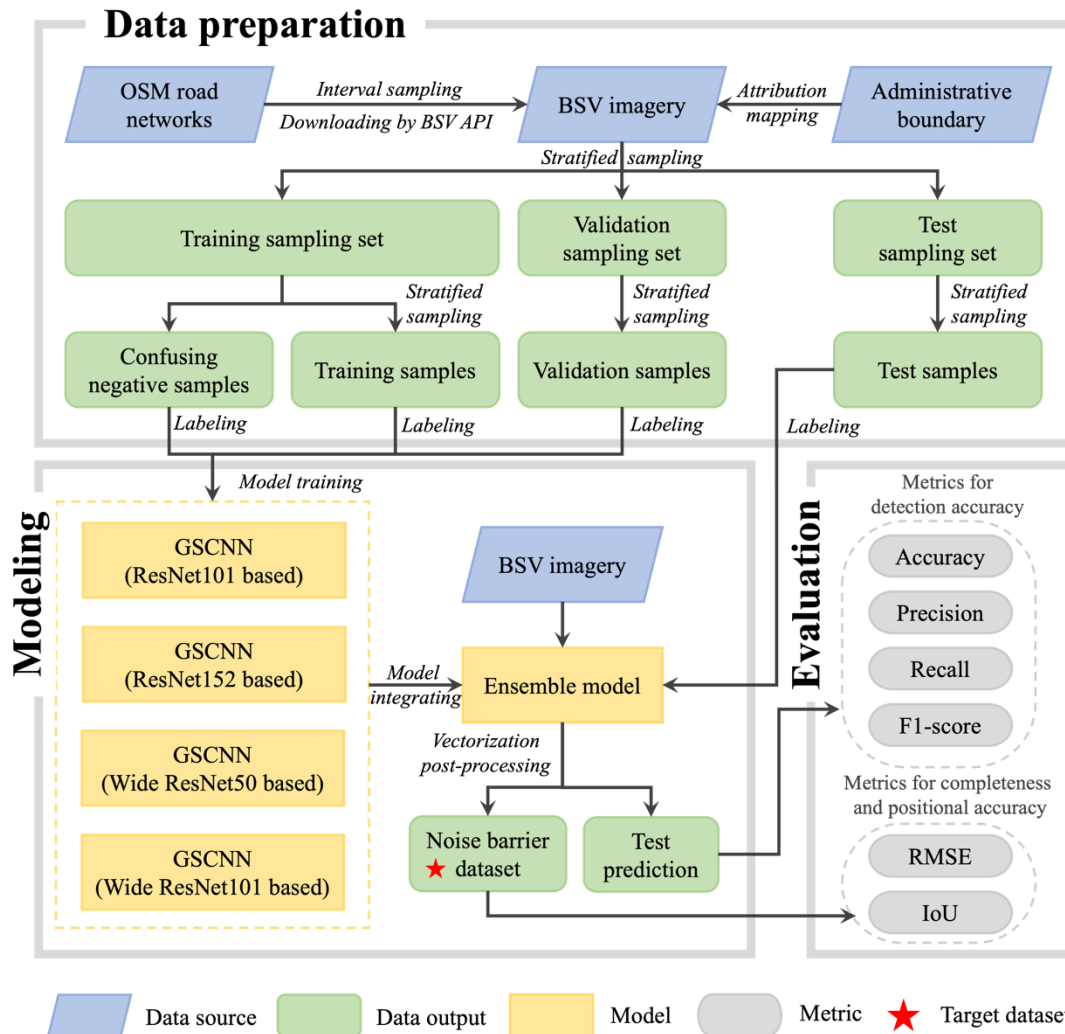 Data preparation
OSM road
networks
Interval sampling
Downloading by BSV API
BSV imagery
Attribution
mapping
Administrative
boundary
Stratified sampling
Training sampling set
Validation
sampling set
Test
sampling set
Stratified
sampling
Stratified
sampling
Stratified
sampling
Confusing
negative samples
Training samples
Validation samples
Test samples
Labeling
Labeling
Labeling
Labeling
Modeling
Model training
GSCNN
(ResNet101 based)
GSCNN
(ResNet152 based)
GSCNN
(Wide ResNet50 based)
GSCNN
(Wide ResNet101 based)
Model
integrating
BSV imagery
Ensemble model
Vectorization
post-processing
Noise barrier
dataset
Test
prediction
Evaluation
Metrics for
detection accuracy
Accuracy
Precision
Recall
F1-score
Metrics for completeness
and positional accuracy
RMSE
IoU
Data source
Data output
Model
Metric
Target dataset